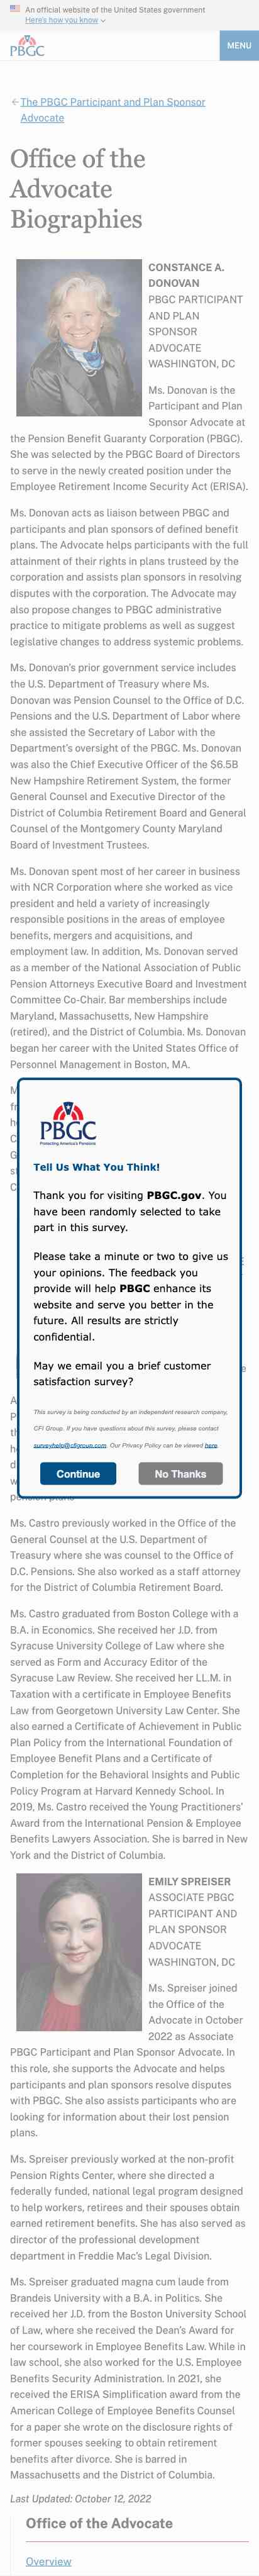 An official website of the United States government
Here's how you know
PBGC
MENU
The PBGC Participant and Plan Sponsor
Advocate
Office of the
Advocate
Biographies
CONSTANCE A.
DONOVAN
PBGC PARTICIPANT
AND PLAN
SPONSOR
ADVOCATE
WASHINGTON, DC
Ms. Donovan is the
Participant and Plan
Sponsor Advocate at
the Pension Benefit Guaranty Corporation (PBGC).
She was selected by the PBGC Board of Directors
to serve in the newly created position under the
Employee Retirement Income Security Act (ERISA).
Ms. Donovan acts as liaison between PBGC and
participants and plan sponsors of defined benefit
plans. The Advocate helps participants with the full
attainment of their rights in plans trusteed by the
corporation and assists plan sponsors in resolving
disputes with the corporation. The Advocate may
also propose changes to PBGC administrative
practice to mitigate problems as well as suggest
legislative changes to address systemic problems.
Ms. Donovan's prior government service includes
the U.S. Department of Treasury where Ms.
Donovan was Pension Counsel to the Office of D.C.
Pensions and the U.S. Department of Labor where
she assisted the Secretary of Labor with the
Department's oversight of the PBGC. Ms. Donovan
was also the Chief Executive Officer of the $6.5B
New Hampshire Retirement System, the former
General Counsel and Executive Director of the
District of Columbia Retirement Board and General
Counsel of the Montgomery County Maryland
Board of Investment Trustees.
Ms. Donovan spent most of her career in business
with NCR Corporation where she worked as vice
president and held a variety of increasingly
responsible positions in the areas of employee
benefits, mergers and acquisitions, and
employment law. In addition, Ms. Donovan served
as a member of the National Association of Public
Pension Attorneys Executive Board and Investment
Committee Co-Chair. Bar memberships include
Maryland, Massachusetts, New Hampshire
(retired), and the District of Columbia. Ms. Donovan
began her career with the United States Office of
Personnel Management in Boston, MA.
PBGC
Protecting America's Pensions
Tell Us What You Think!
Thank you for visiting PBGC.gov. You
have been randomly selected to take
part in this survey.
Please take a minute or two to give us
your opinions. The feedback you
provide will help PBGC enhance its
website and serve you better in the
future. All results are strictly
confidential.
May we email you a brief customer
satisfaction survey?
This survey is being conducted by an independent research company,
CFI Group. If you have questions about this survey, please contact
surveyhelp@cfigroup.com. Our Privacy Policy can be viewed here.
Continue
No Thanks
pension plans
Ms. Castro previously worked in the Office of the
General Counsel at the U.S. Department of
Treasury where she was counsel to the Office of
D.C. Pensions. She also worked as a staff attorney
for the District of Columbia Retirement Board.
Ms. Castro graduated from Boston College with a
B.A. in Economics. She received her J.D. from
Syracuse University College of Law where she
served as Form and Accuracy Editor of the
Syracuse Law Review. She received her LL.M. in
Taxation with a certificate in Employee Benefits
Law from Georgetown University Law Center. She
also earned a Certificate of Achievement in Public
Plan Policy from the International Foundation of
Employee Benefit Plans and a Certificate of
Completion for the Behavioral Insights and Public
Policy Program at Harvard Kennedy School. In
2019, Ms. Castro received the Young Practitioners'
Award from the International Pension & Employee
Benefits Lawyers Association. She is barred in New
York and the District of Columbia.
EMILY SPREISER
ASSOCIATE PBGC
PARTICIPANT AND
PLAN SPONSOR
ADVOCATE
WASHINGTON, DC
Ms. Spreiser joined
the Office of the
Advocate in October
2022 as Associate
PBGC Participant and Plan Sponsor Advocate. In
this role, she supports the Advocate and helps
participants and plan sponsors resolve disputes
with PBGC. She also assists participants who are
looking for information about their lost pension
plans.
Ms. Spreiser previously worked at the non-profit
Pension Rights Center, where she directed a
federally funded, national legal program designed
to help workers, retirees and their spouses obtain
earned retirement benefits. She has also served as
director of the professional development
department in Freddie Mac's Legal Division.
Ms. Spreiser graduated magna cum laude from
Brandeis University with a B.A. in Politics. She
received her J.D. from the Boston University School
of Law, where she received the Dean's Award for
her coursework in Employee Benefits Law. While in
law school, she also worked for the U.S. Employee
Benefits Security Administration. In 2021, she
received the ERISA Simplification award from the
American College of Employee Benefits Counsel
for a paper she wrote on the disclosure rights of
former spouses seeking to obtain retirement
benefits after divorce. She is barred in
Massachusetts and the District of Columbia.
Last Updated: October 12, 2022
Office of the Advocate
Overview